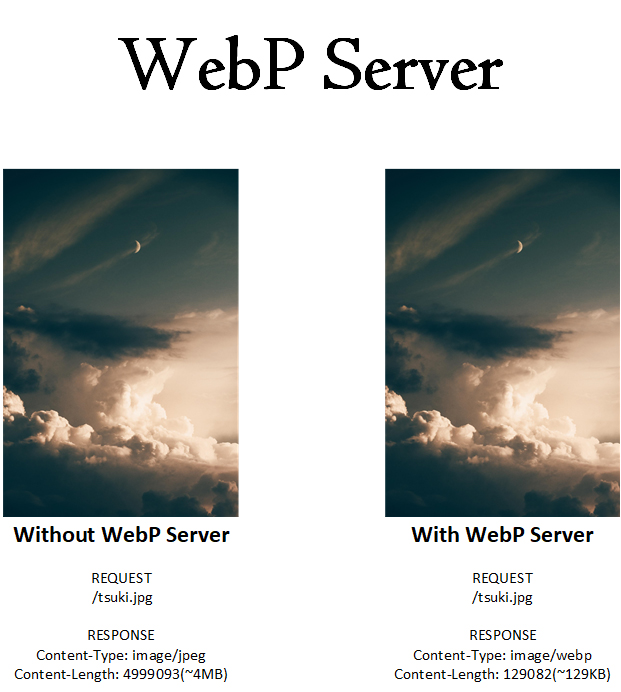 WebP Server
Without WebP Server
REQUEST
/tsuki.jpg
RESPONSE
Content-Type: image/jpeg
Content-Length: 4999093(~4MB)
With WebP Server
REQUEST
/tsuki.jpg
RESPONSE
Content-Type: image/webp
Content-Length: 129082(~129KB)